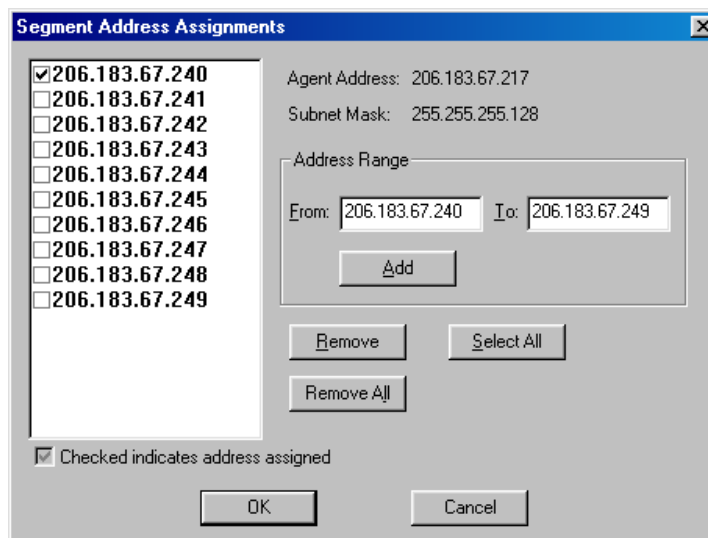 Segment Address Assignments
206.183.67.240
206.183.67.241
206.183.67.242
206.183.67.243
206.183.67.244
206.183.67.245
206.183.67.246
206.183.67.247
206.183.67.248
206.183.67.249
Agent Address: 206.183.67.217
Subnet Mask: 255.255.255.128
Address Range
From: 206.183.67.240 To: 206.183.67.249
Add
Remove Select All
Remove All
Checked indicates address assigned
OK Cancel